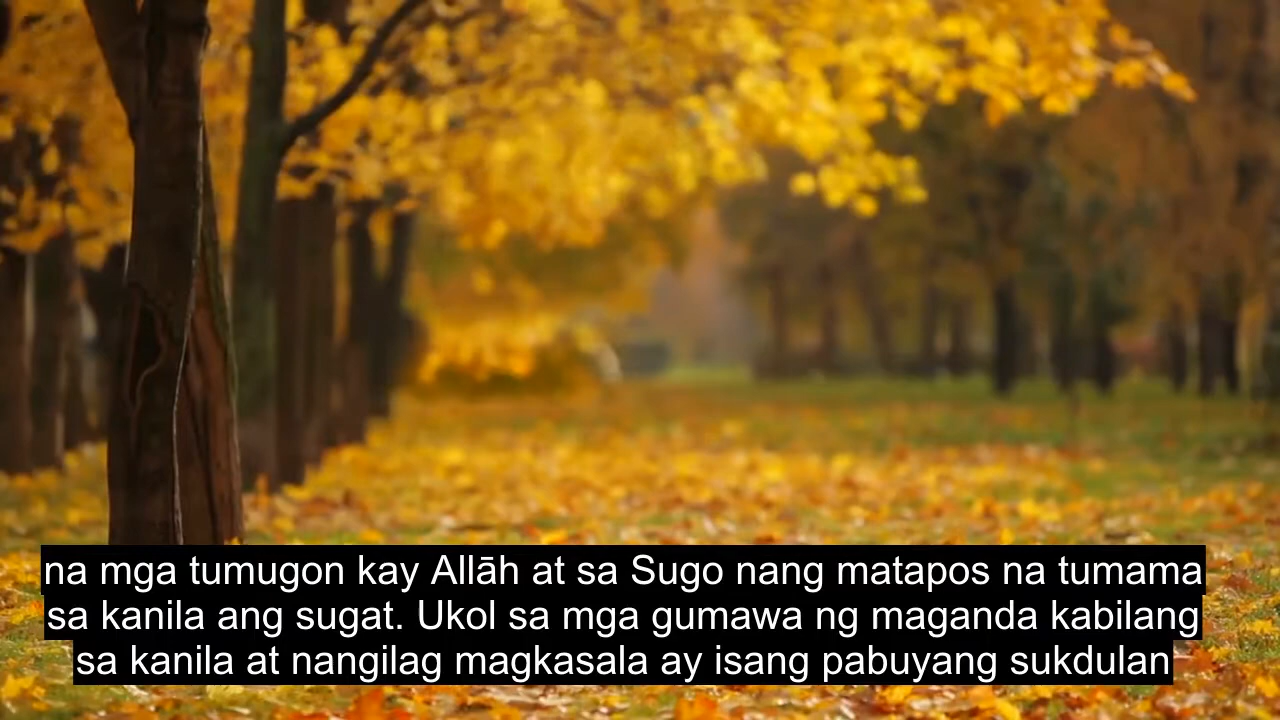 na mga tumugon kay Allāh at sa Sugo nang matapos na tumama
sa kanila ang sugat. Ukol sa mga gumawa ng maganda kabilang
sa kanila at nangilag magkasala ay isang pabuyang sukdulan